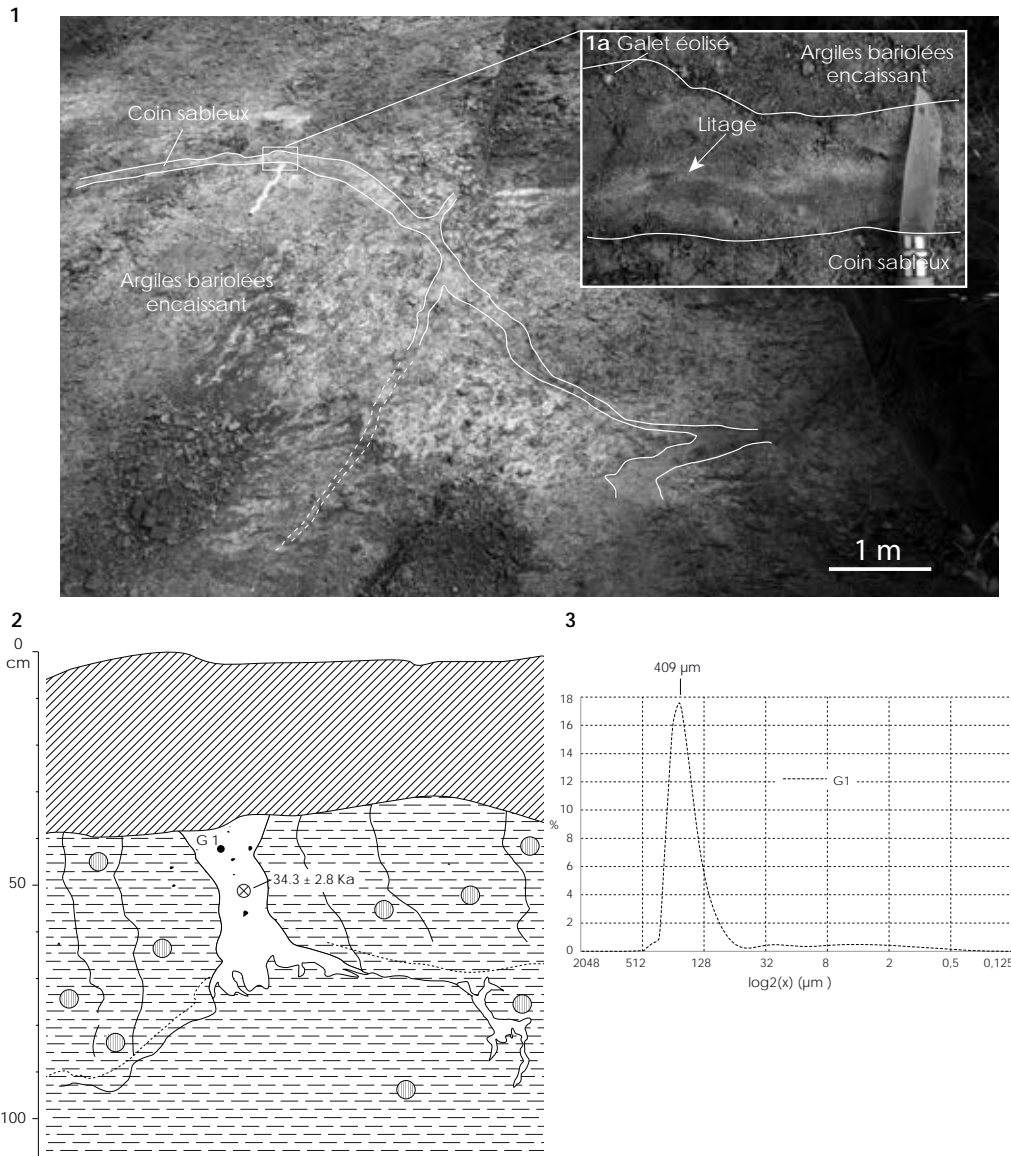 1
1a Galet éolisé
Argiles bariolées
encaissant
Coin sableux
Litage
Coin sableux
Argiles bariolées
encaissant
1 m
2
0
cm
G 1
34.3 ± 2.8 Ka
50
100
3
409 µm
18
16
14
12
10
8
6
4
2
0
%
G1
2048 512 128 32 8 2 0,5 0,125
log2(x) (µm )